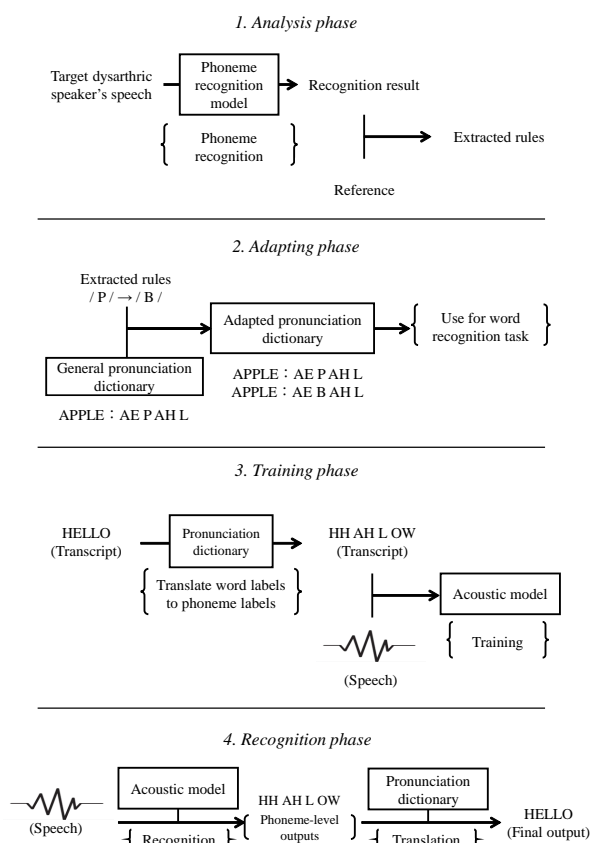 1. Analysis phase
Target dysarthric
speaker's speech
Phoneme
recognition
model
Recognition result
Phoneme
recognition
Extracted rules
Reference
2. Adapting phase
Extracted rules
/ P / → / B /
General pronunciation
dictionary
APPLE：AE P AH L
Adapted pronunciation
dictionary
APPLE：AE P AH L
APPLE：AE B AH L
Use for word
recognition task
3. Training phase
HELLO
(Transcript)
Pronunciation
dictionary
Translate word labels
to phoneme labels
HH AH L OW
(Transcript)
(Speech)
Acoustic model
Training
4. Recognition phase
(Speech)
Acoustic model
Recognition
HH AH L OW
Phoneme-level
outputs
Pronunciation
dictionary
Translation
HELLO
(Final output)